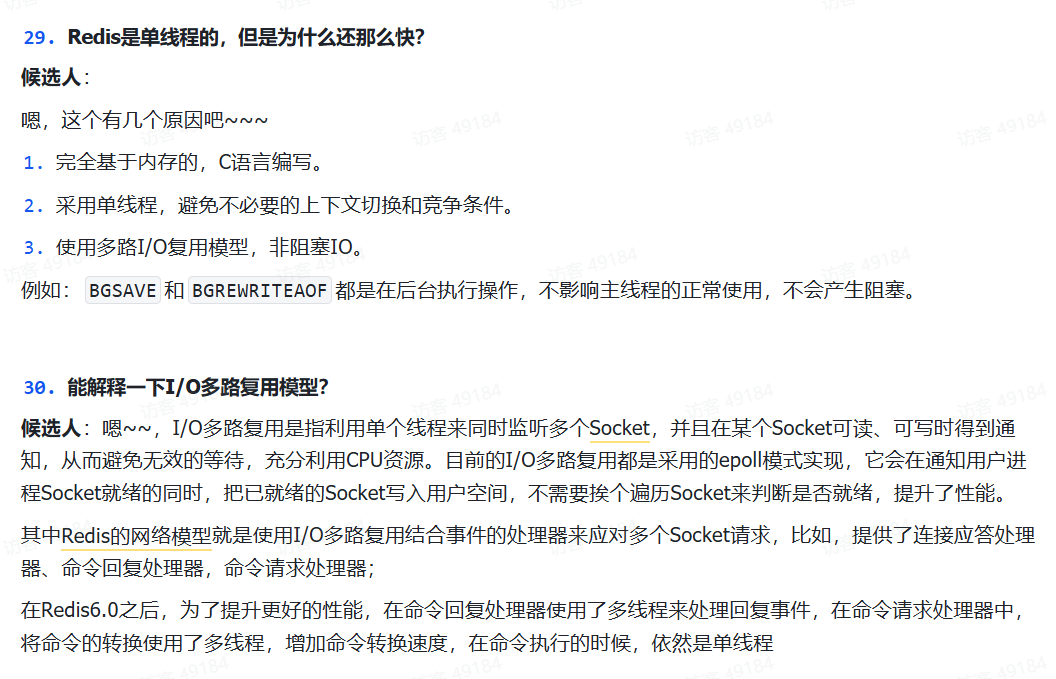 29. Redis是单线程的，但是为什么还那么快？
候选人：
嗯，这个有几个原因吧~~~
1. 完全基于内存的，C语言编写。
2. 采用单线程，避免不必要的上下文切换和竞争条件。
3. 使用多路I/O复用模型，非阻塞IO。
例如：BGSAVE和BGREWRITEAOF都是在后台执行操作，不影响主线程的正常使用，不会产生阻塞。
30. 能解释一下I/O多路复用模型？
候选人：嗯~~，I/O多路复用是指利用单个线程来同时监听多个Socket，并且在某个Socket可读、可写时得到通
知，从而避免无效的等待，充分利用CPU资源。目前的I/O多路复用都是采用的epoll模式实现，它会在通知用户进
程Socket就绪的同时，把已就绪的Socket写入用户空间，不需要挨个遍历Socket来判断是否就绪，提升了性能。
其中Redis的网络模型就是使用I/O多路复用结合事件的处理器来应对多个Socket请求，比如，提供了连接应答处理
器、命令回复处理器，命令请求处理器；
在Redis6.0之后，为了提升更好的性能，在命令回复处理器使用了多线程来处理回复事件，在命令请求处理器中，
将命令的转换使用了多线程，增加命令转换速度，在命令执行的时候，依然是单线程
访客 49184